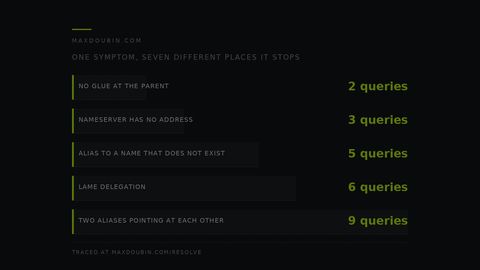 MAXDOUBIN.COM
ONE SYMPTOM, SEVEN DIFFERENT PLACES IT STOPS
NO GLUE AT THE PARENT 2 queries
NAMESERVER HAS NO ADDRESS 3 queries
ALIAS TO A NAME THAT DOES NOT EXIST 5 queries
LAME DELEGATION 6 queries
TWO ALIASES POINTING AT EACH OTHER 9 queries
TRACED AT MAXDOUBIN.COM/RESOLVE